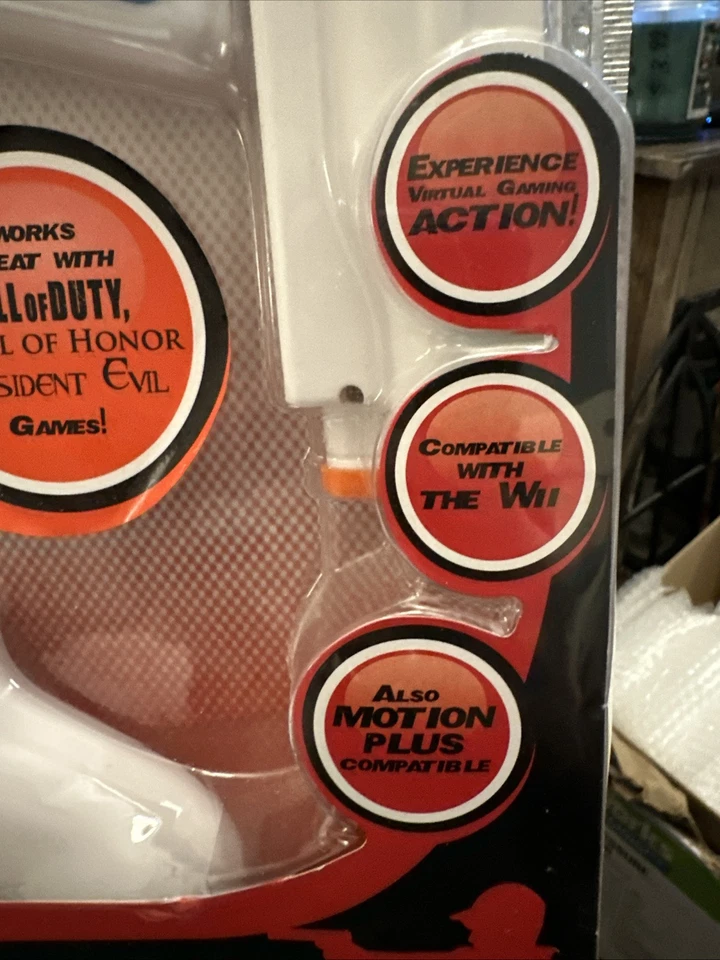 EXPERIENCE
VIRTUAL GAMING
ACTION!
WORKS
EAT WITH
LL OF DUTY,
L OF HONOR
SIDENT EVIL
GAMES!
COMPATIBLE
WITH
THE WII
ALSO
MOTION
PLUS
COMPATIBLE